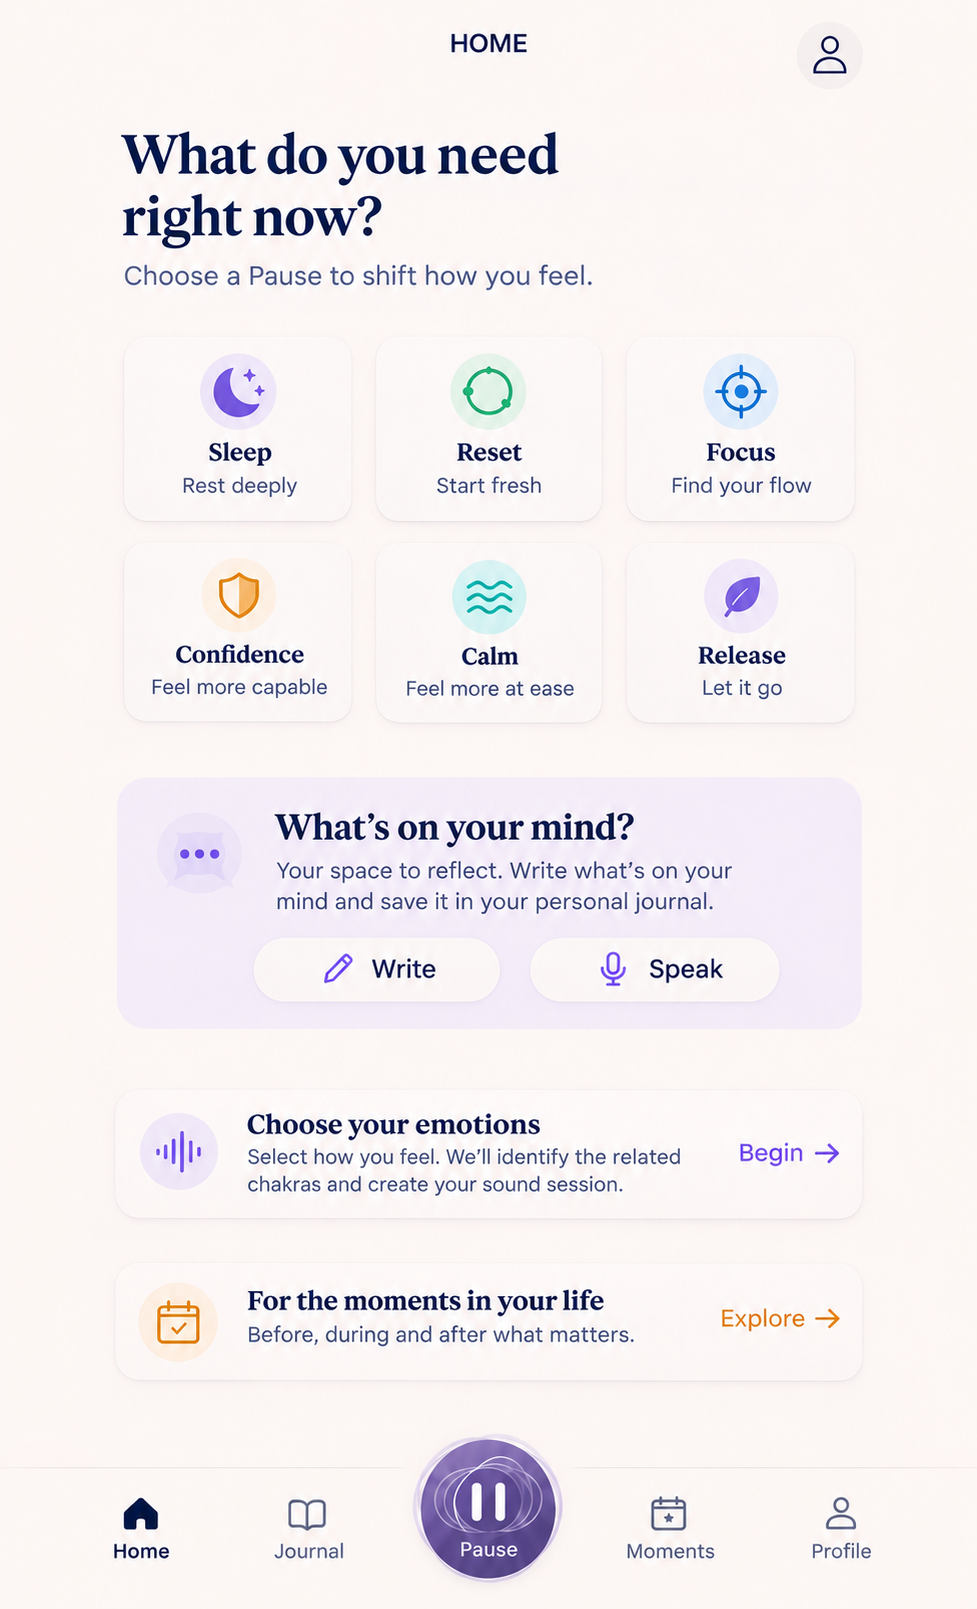 HOME
What do you need
right now?
Choose a Pause to shift how you feel.
Sleep
Rest deeply
Reset
Start fresh
Focus
Find your flow
Confidence
Feel more capable
Calm
Feel more at ease
Release
Let it go
What’s on your mind?
Your space to reflect. Write what’s on your
mind and save it in your personal journal.
Write
Speak
Choose your emotions
Select how you feel. We’ll identify the related
chakras and create your sound session.
Begin →
For the moments in your life
Before, during and after what matters.
Explore →
Home
Journal
Pause
Moments
Profile